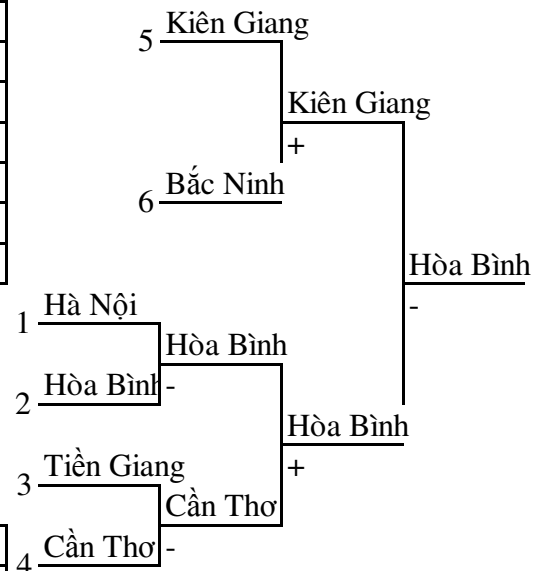 Kiên Giang
5
Kiên Giang
+
Bắc Ninh
6
Hòa Bình
-
Hà Nội
1
Hòa Bình
Hòa Bình
2
-
Hòa Bình
+
Tiền Giang
3
Cần Thơ
Cần Thơ
4
-